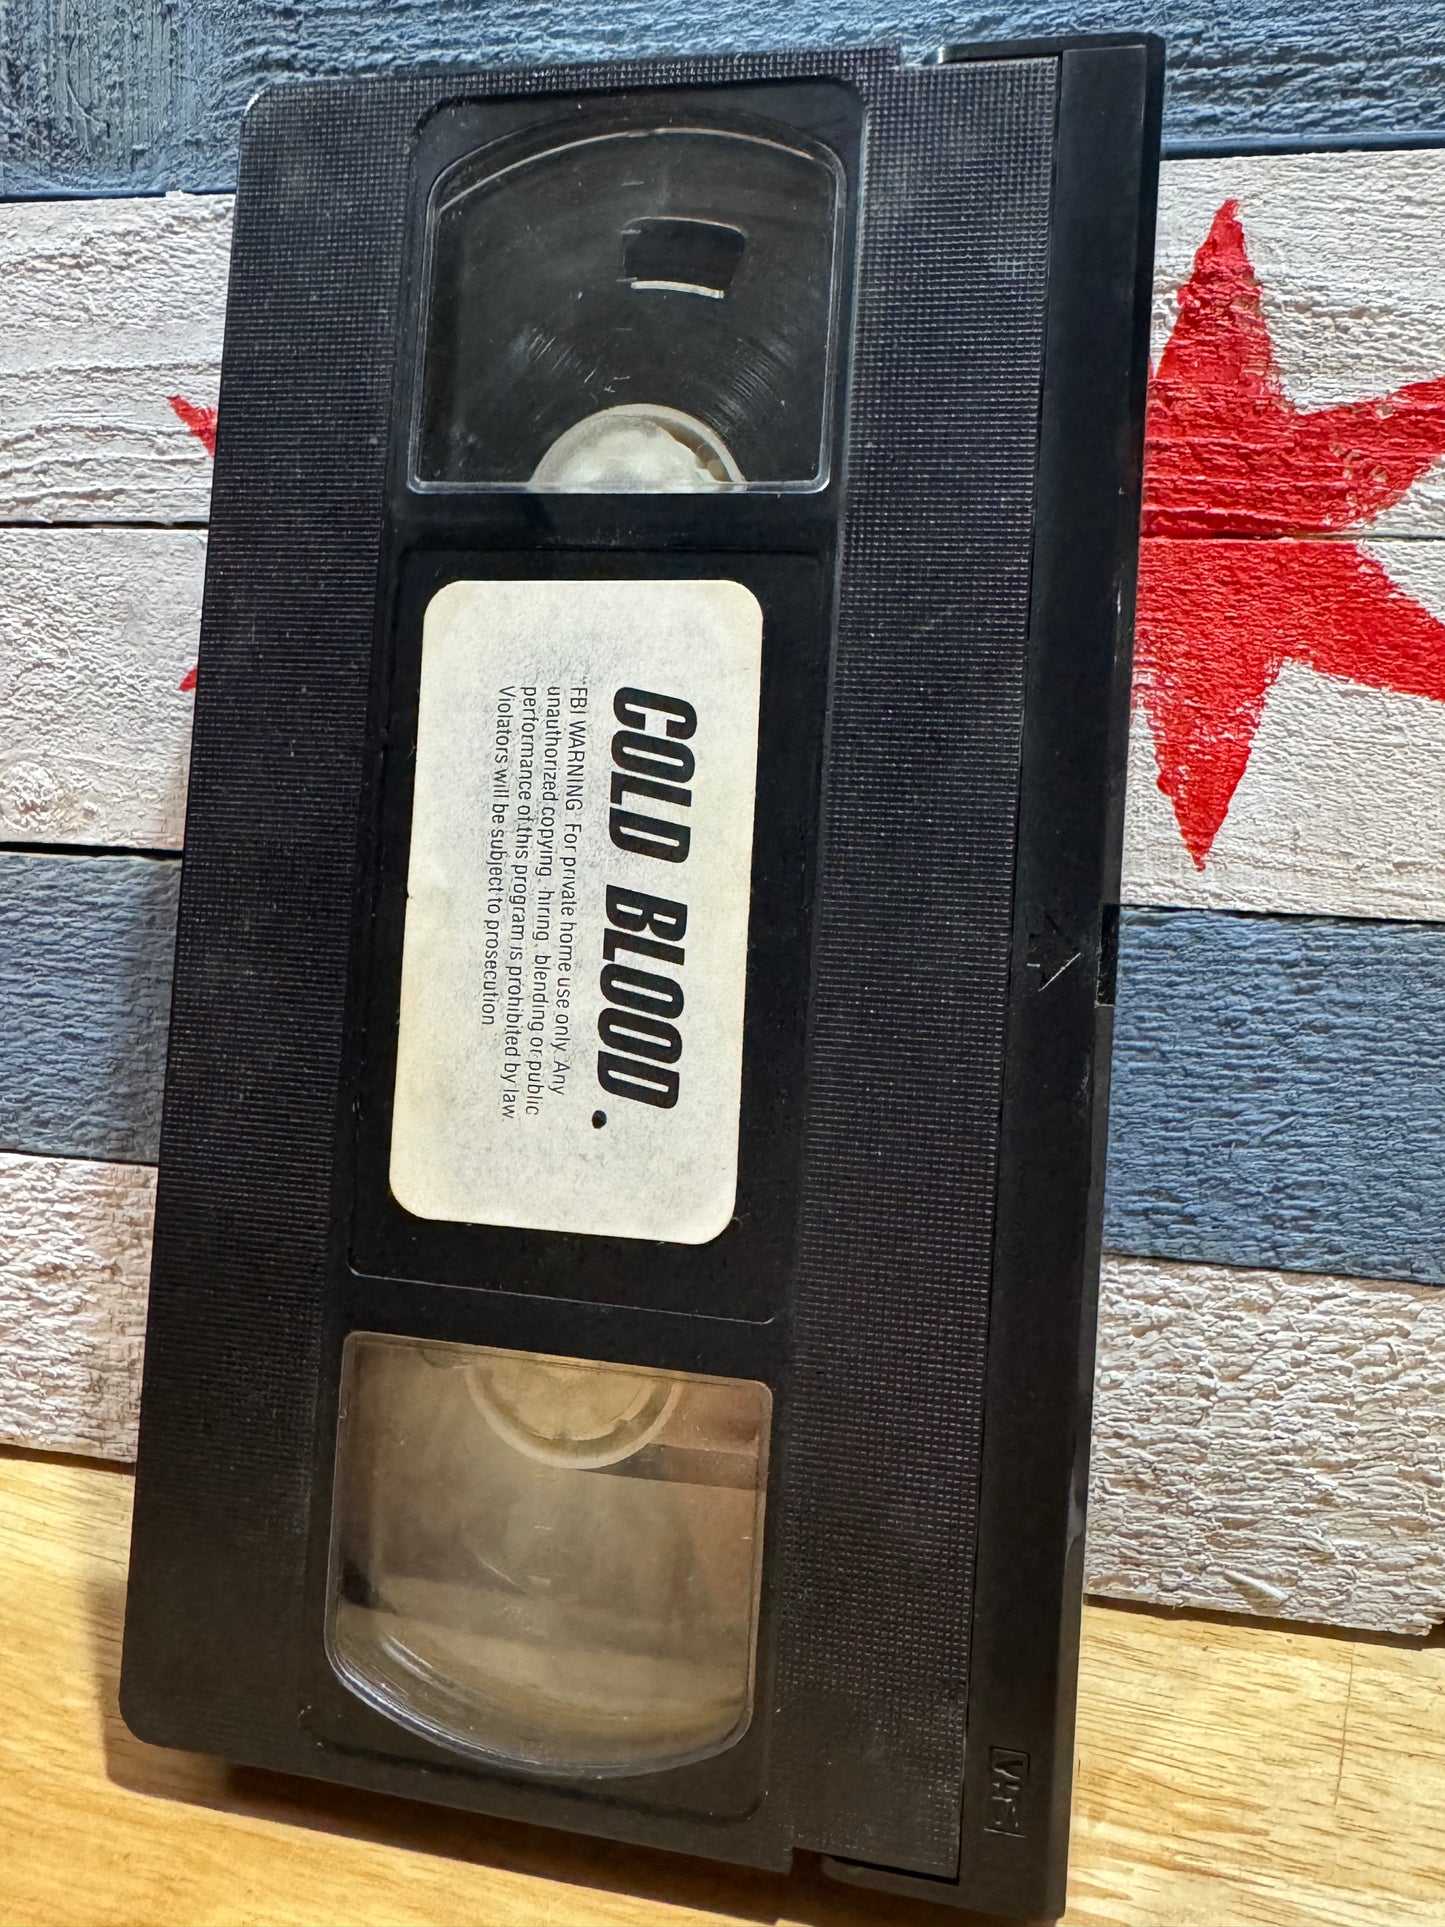 COLD BLOOD.
"FBI WARNING: For private home use only. Any
unauthorized copying, hiring, blending or public
performance of this program is prohibited by law.
Violators will be subject to prosecution
VHS